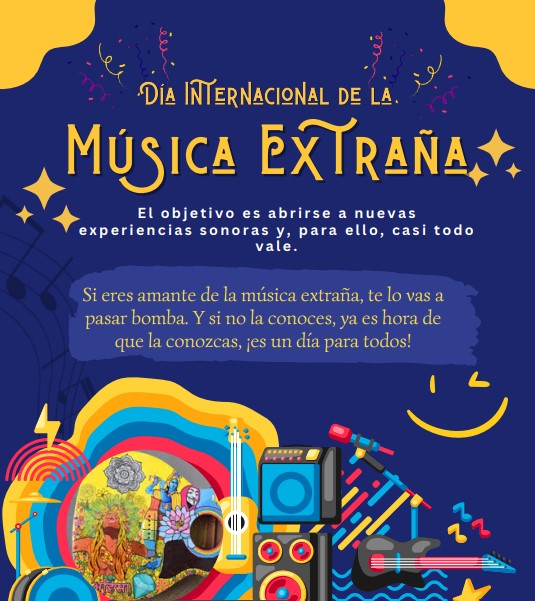 Día Internacional de la
Música Extraña
El objetivo es abrirse a nuevas
experiencias sonoras y, para ello, casi todo
vale.
Si eres amante de la música extraña, te lo vas a
pasar bomba. Y si no la conoces, ya es hora de
que la conozcas, ¡es un día para todos!